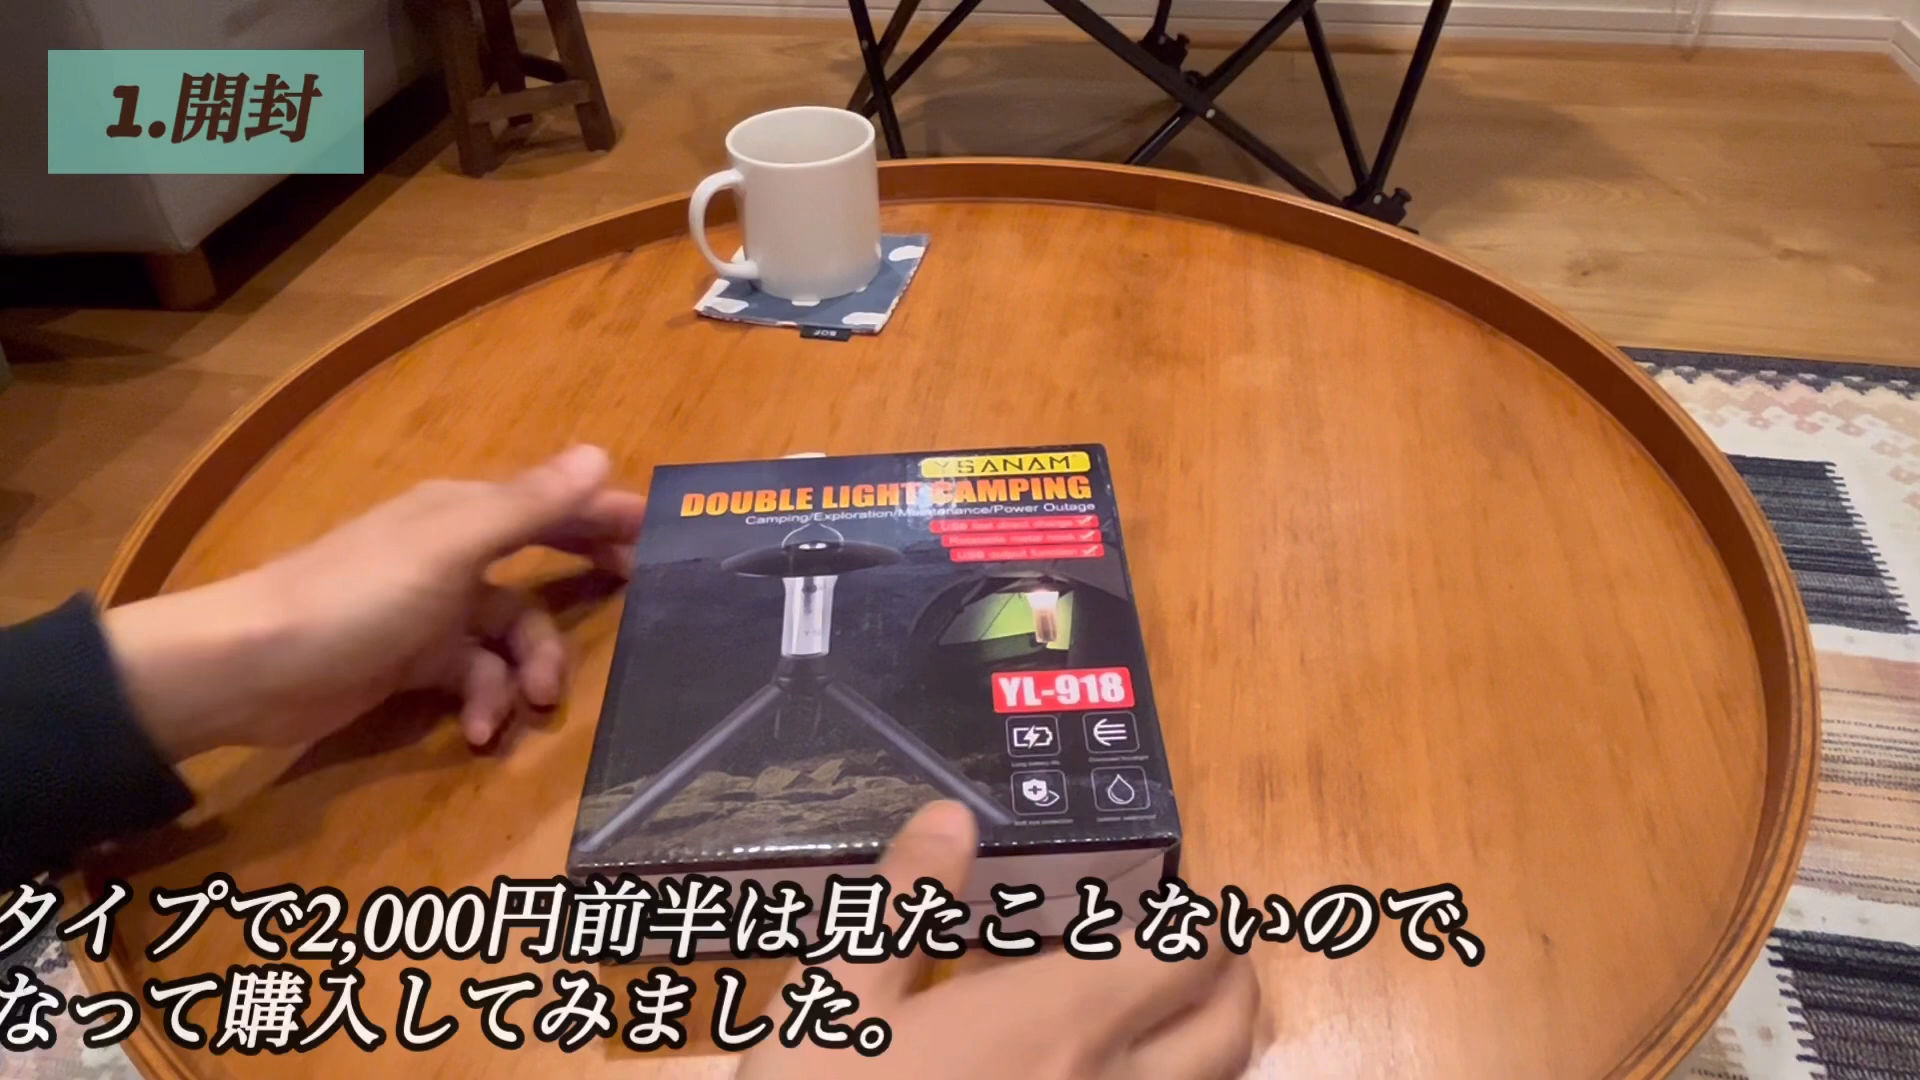 1.開封
YSANAM
DOUBLE LIGHT CAMPING
Camping/Exploration/Maintenance/Power Outage
YL-918
タイプで2,000円前半は見たことないので、
なって購入してみました。